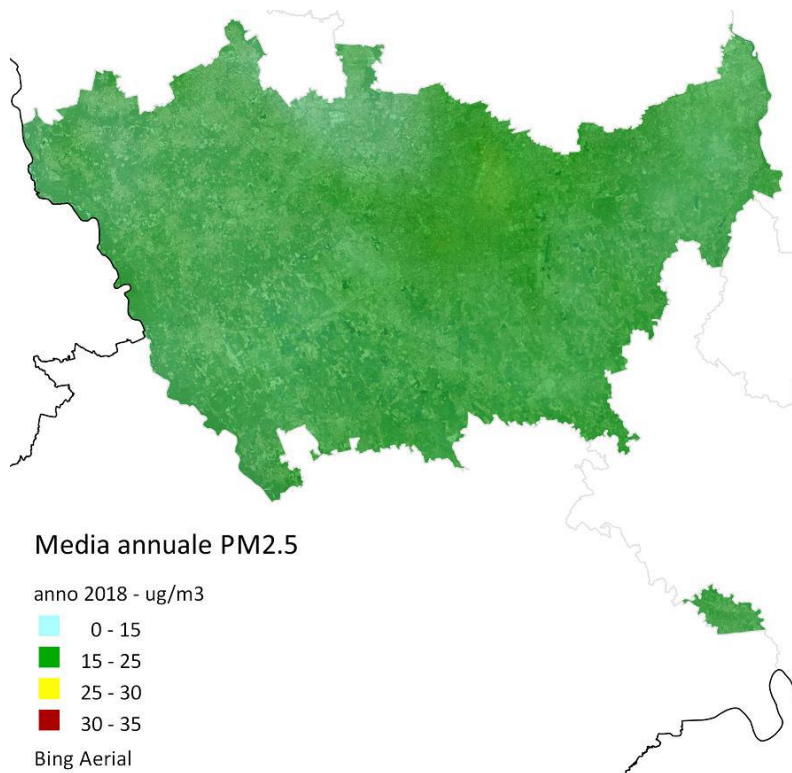 Media annuale PM2.5
anno 2018 - ug/m3
0 - 15
15 - 25
25 - 30
30 - 35
Bing Aerial